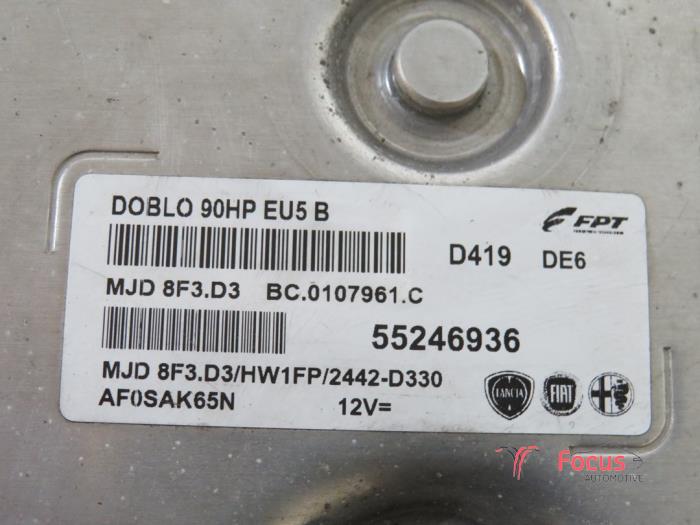 DOBLO 90HP EU5 B
FPT
D419 DE6
MJD 8F3.D3 BC.0107961.C
55246936
MJD 8F3.D3/HW1FP/2442-D330
AF0SAK65N 12V=
LANCIA FIAT
Focus
AUTOMOTIVE